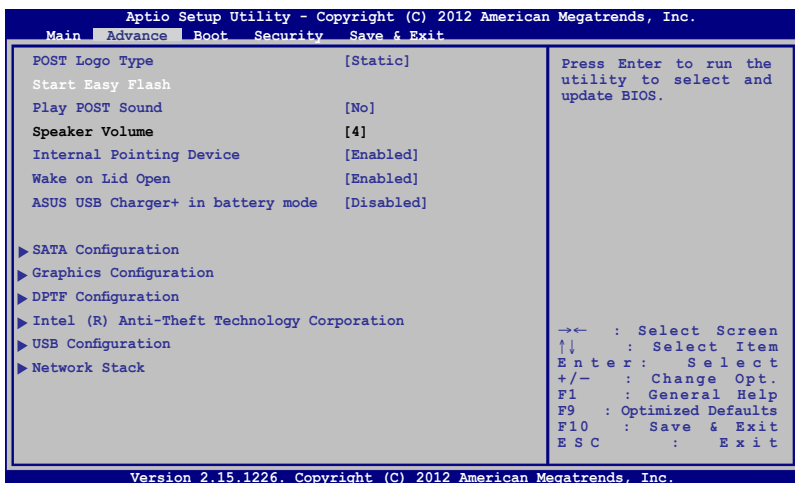 Aptio Setup Utility - Copyright (C) 2012 American Megatrends, Inc.
Main Advance Boot Security Save & Exit
POST Logo Type [Static]
Start Easy Flash
Play POST Sound [No]
Speaker Volume [4]
Internal Pointing Device [Enabled]
Wake on Lid Open [Enabled]
ASUS USB Charger+ in battery mode [Disabled]
SATA Configuration
Graphics Configuration
DPTF Configuration
Intel (R) Anti-Theft Technology Corporation
USB Configuration
Network Stack
Press Enter to run the
utility to select and
update BIOS.
→← : Select Screen
↑↓ : Select Item
Enter: Select
+/— : Change Opt.
F1 : General Help
F9 : Optimized Defaults
F10 : Save & Exit
ESC : Exit
Version 2.15.1226. Copyright (C) 2012 American Megatrends, Inc.